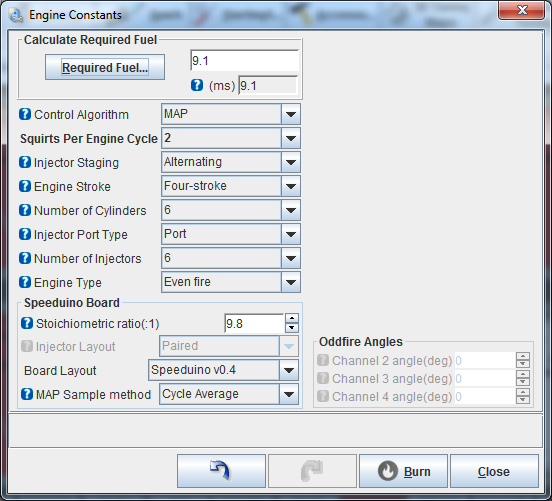 Engine Constants
Calculate Required Fuel
Required Fuel...
9.1
(ms) 9.1
Control Algorithm MAP
Squirts Per Engine Cycle 2
Injector Staging Alternating
Engine Stroke Four-stroke
Number of Cylinders 6
Injector Port Type Port
Number of Injectors 6
Engine Type Even fire
Speeduino Board
Stoichiometric ratio(:1) 9.8
Injector Layout Paired
Board Layout Speeduino v0.4
MAP Sample method Cycle Average
Oddfire Angles
Channel 2 angle(deg) 0
Channel 3 angle(deg) 0
Channel 4 angle(deg) 0
Burn
Close